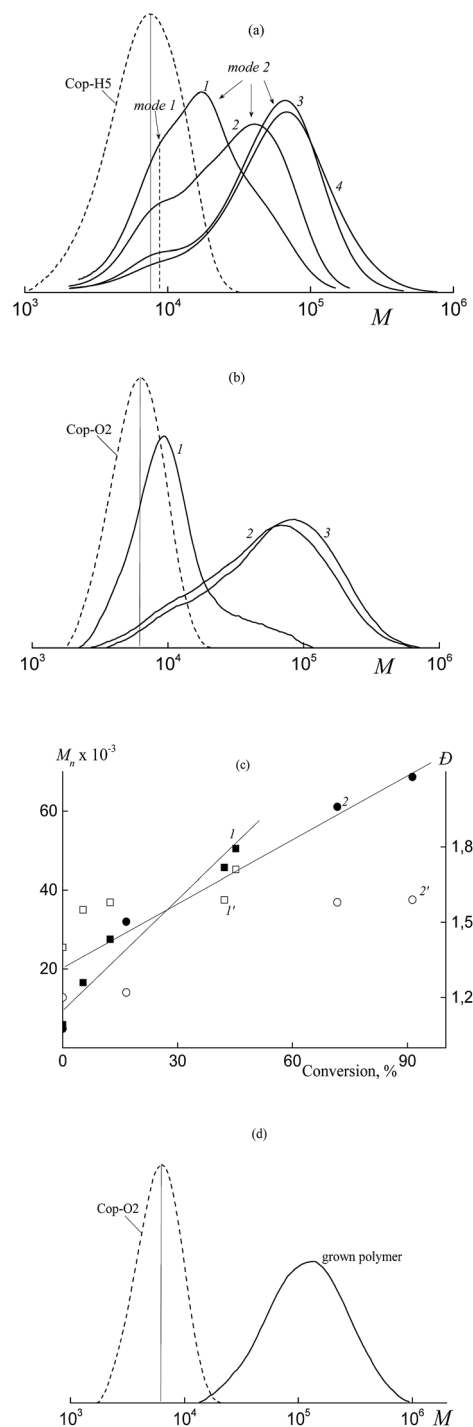 (a)
Cop-H5
mode 1
mode 2
1
2
3
4
10³ 10⁴ 10⁵ 10⁶
M
(b)
Cop-O2
1
2
3
10³ 10⁴ 10⁵ 10⁶
M
Mₙ x 10⁻³ (c) Đ
60
40
20
1,8
1,5
1,2
1
2
1'
2'
0 30 60 90
Conversion, %
(d)
Cop-O2
grown polymer
10³ 10⁴ 10⁵ 10⁶ M